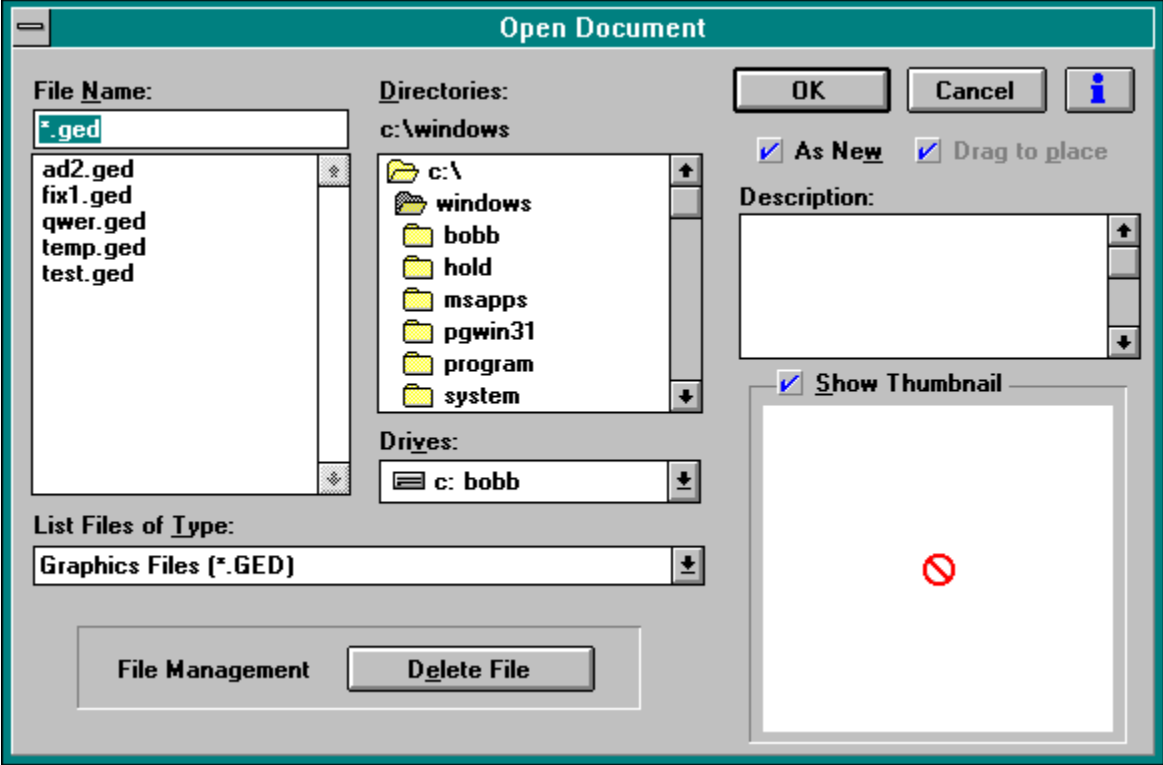 Open Document
File Name:
*.ged
ad2.ged
fix1.ged
qwer.ged
temp.ged
test.ged
List Files of Type:
Graphics Files (*.GED)
File Management
Delete File
Directories:
c:\windows
c:\
windows
bobb
hold
msapps
pgwin31
program
system
Drives:
c: bobb
OK
Cancel
i
As New
Drag to place
Description:
Show Thumbnail